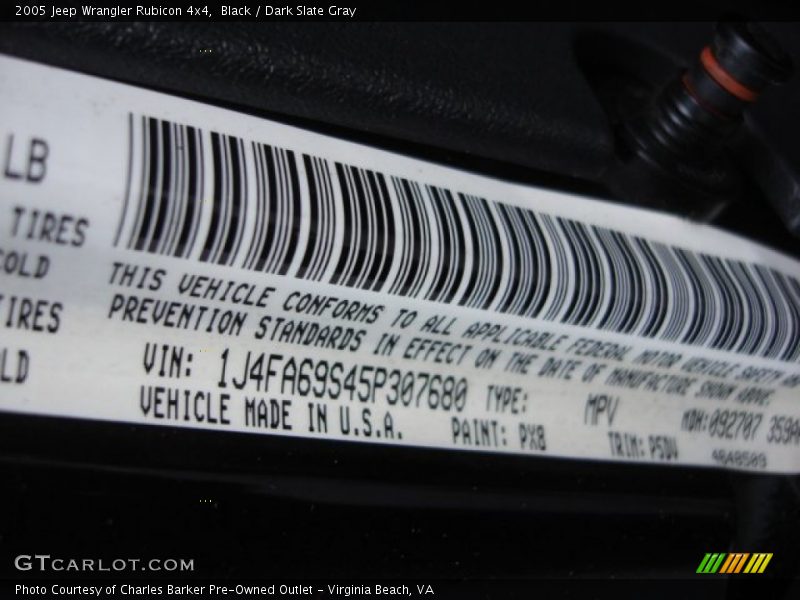 2005 Jeep Wrangler Rubicon 4x4, Black / Dark Slate Gray
LB
TIRES
COLD
TIRES
THIS VEHICLE CONFORMS TO ALL APPLICABLE FEDERAL MOTOR VEHICLE SAFETY
PREVENTION STANDARDS IN EFFECT ON THE DATE OF MANUFACTURE SHOWN ABOVE.
VIN: 1J4FA69S45P307680 TYPE: MPV MDH:092707
VEHICLE MADE IN U.S.A. PAINT: PX8 TRIM: P5DV
GTCARLOT.COM
Photo Courtesy of Charles Barker Pre-Owned Outlet - Virginia Beach, VA